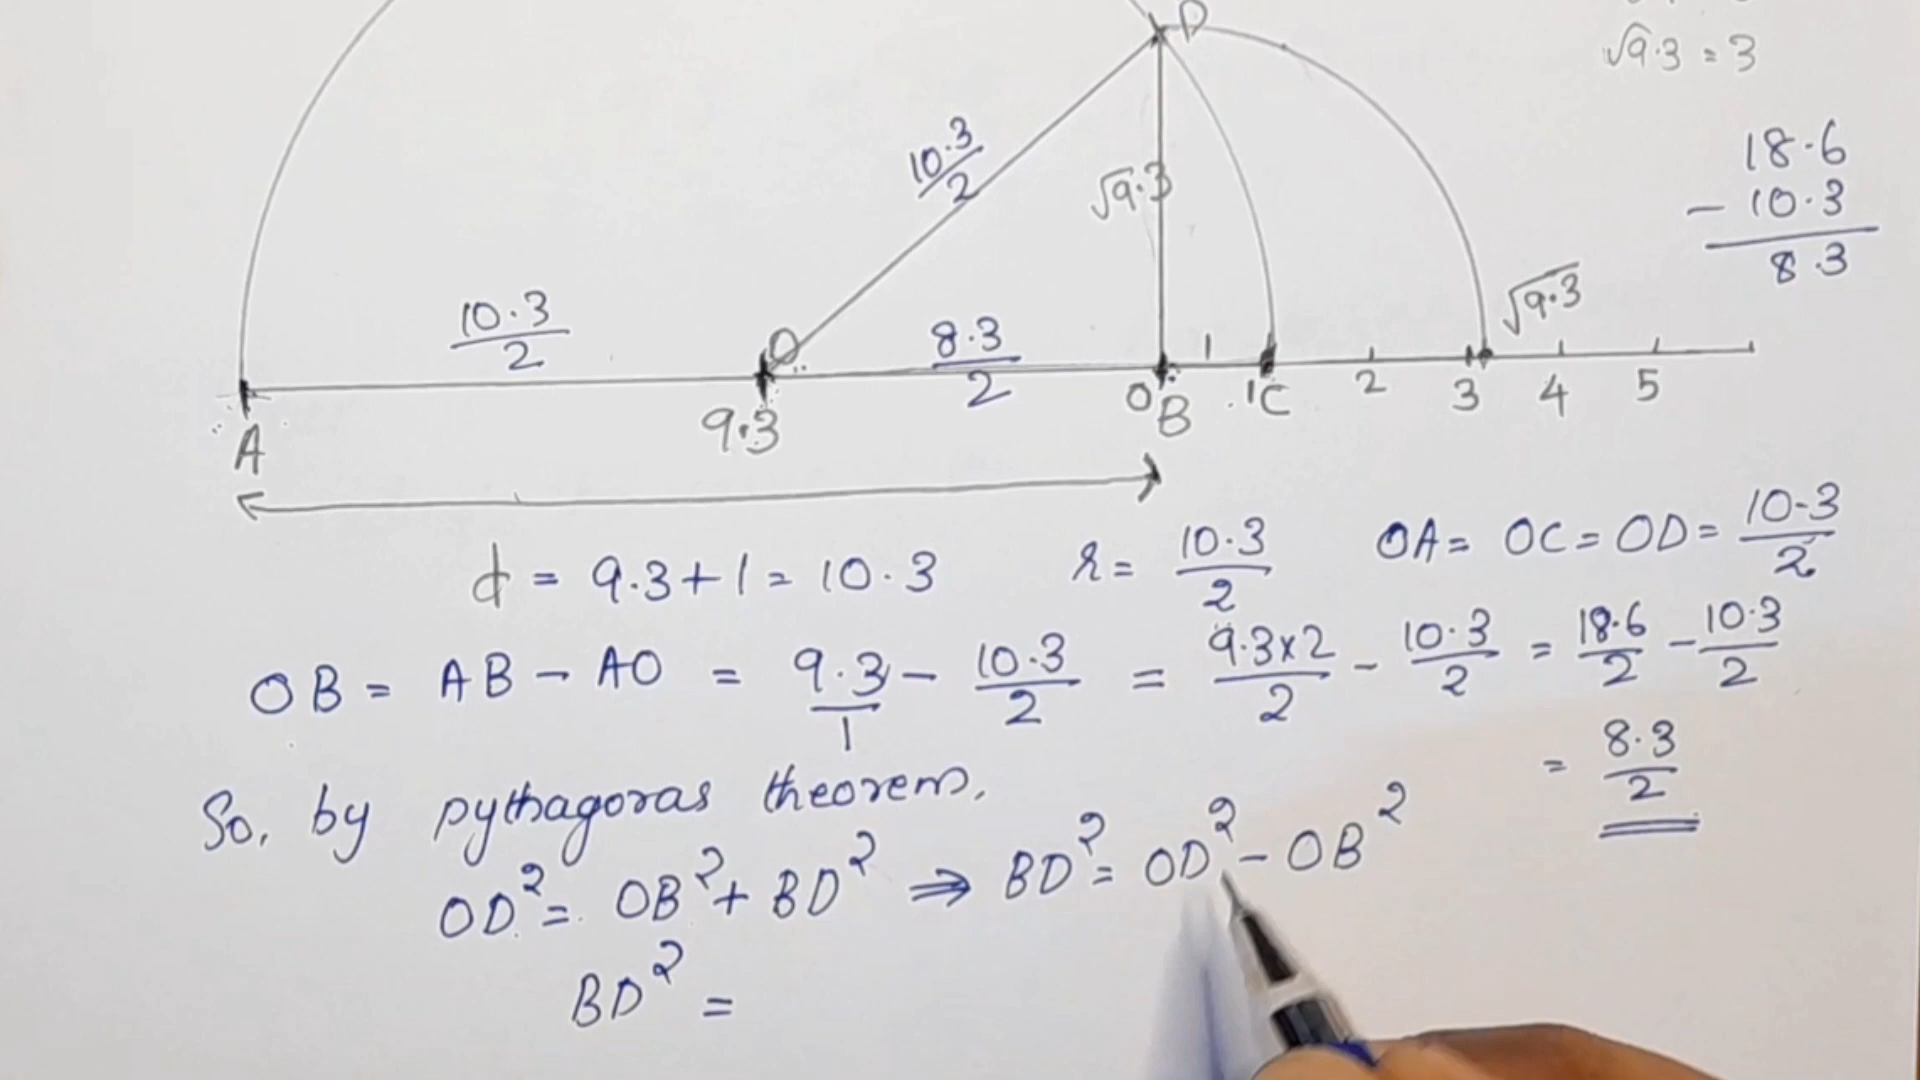 D
√9.3 = 3
18.6
- 10.3
8.3
10.3/2
√9.3
√9.3
10.3/2
O
8.3/2
1
A
9.3
0 B 1 C 2 3 4 5
d = 9.3+1 = 10.3 r = 10.3/2 OA = OC = OD = 10.3/2
OB = AB - AO = 9.3/1 - 10.3/2 = 9.3×2/2 - 10.3/2 = 18.6/2 - 10.3/2
= 8.3/2
So, by pythagoras theorem,
OD² = OB² + BD² ⇒ BD² = OD² - OB²
BD² =